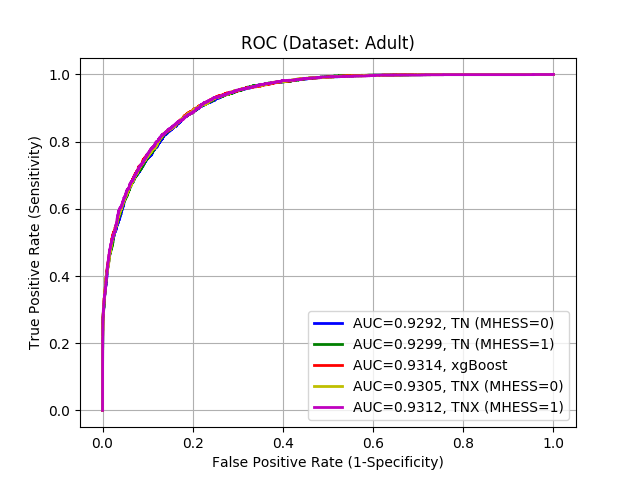 ROC (Dataset: Adult)
True Positive Rate (Sensitivity)
1.0
0.8
0.6
0.4
0.2
0.0
AUC=0.9292, TN (MHESS=0)
AUC=0.9299, TN (MHESS=1)
AUC=0.9314, xgBoost
AUC=0.9305, TNX (MHESS=0)
AUC=0.9312, TNX (MHESS=1)
0.0 0.2 0.4 0.6 0.8 1.0
False Positive Rate (1-Specificity)